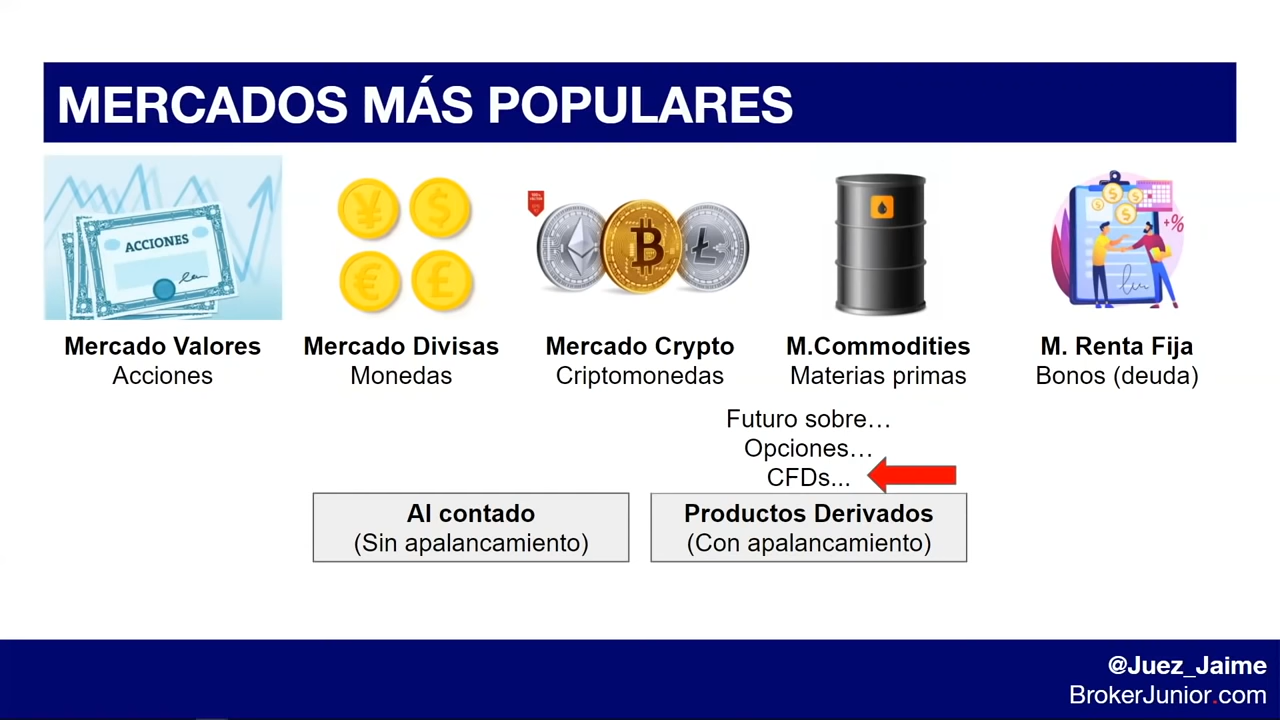 MERCADOS MÁS POPULARES
ACCIONES
Mercado Valores
Acciones
Mercado Divisas
Monedas
Mercado Crypto
Criptomonedas
M.Commodities
Materias primas
M. Renta Fija
Bonos (deuda)
Futuro sobre…
Opciones…
CFDs...
Al contado
(Sin apalancamiento)
Productos Derivados
(Con apalancamiento)
@Juez_Jaime
BrokerJunior.com